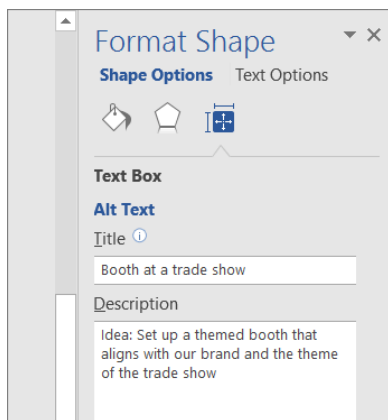 Format Shape
Shape Options Text Options
Text Box
Alt Text
Title
Booth at a trade show
Description
Idea: Set up a themed booth that
aligns with our brand and the theme
of the trade show